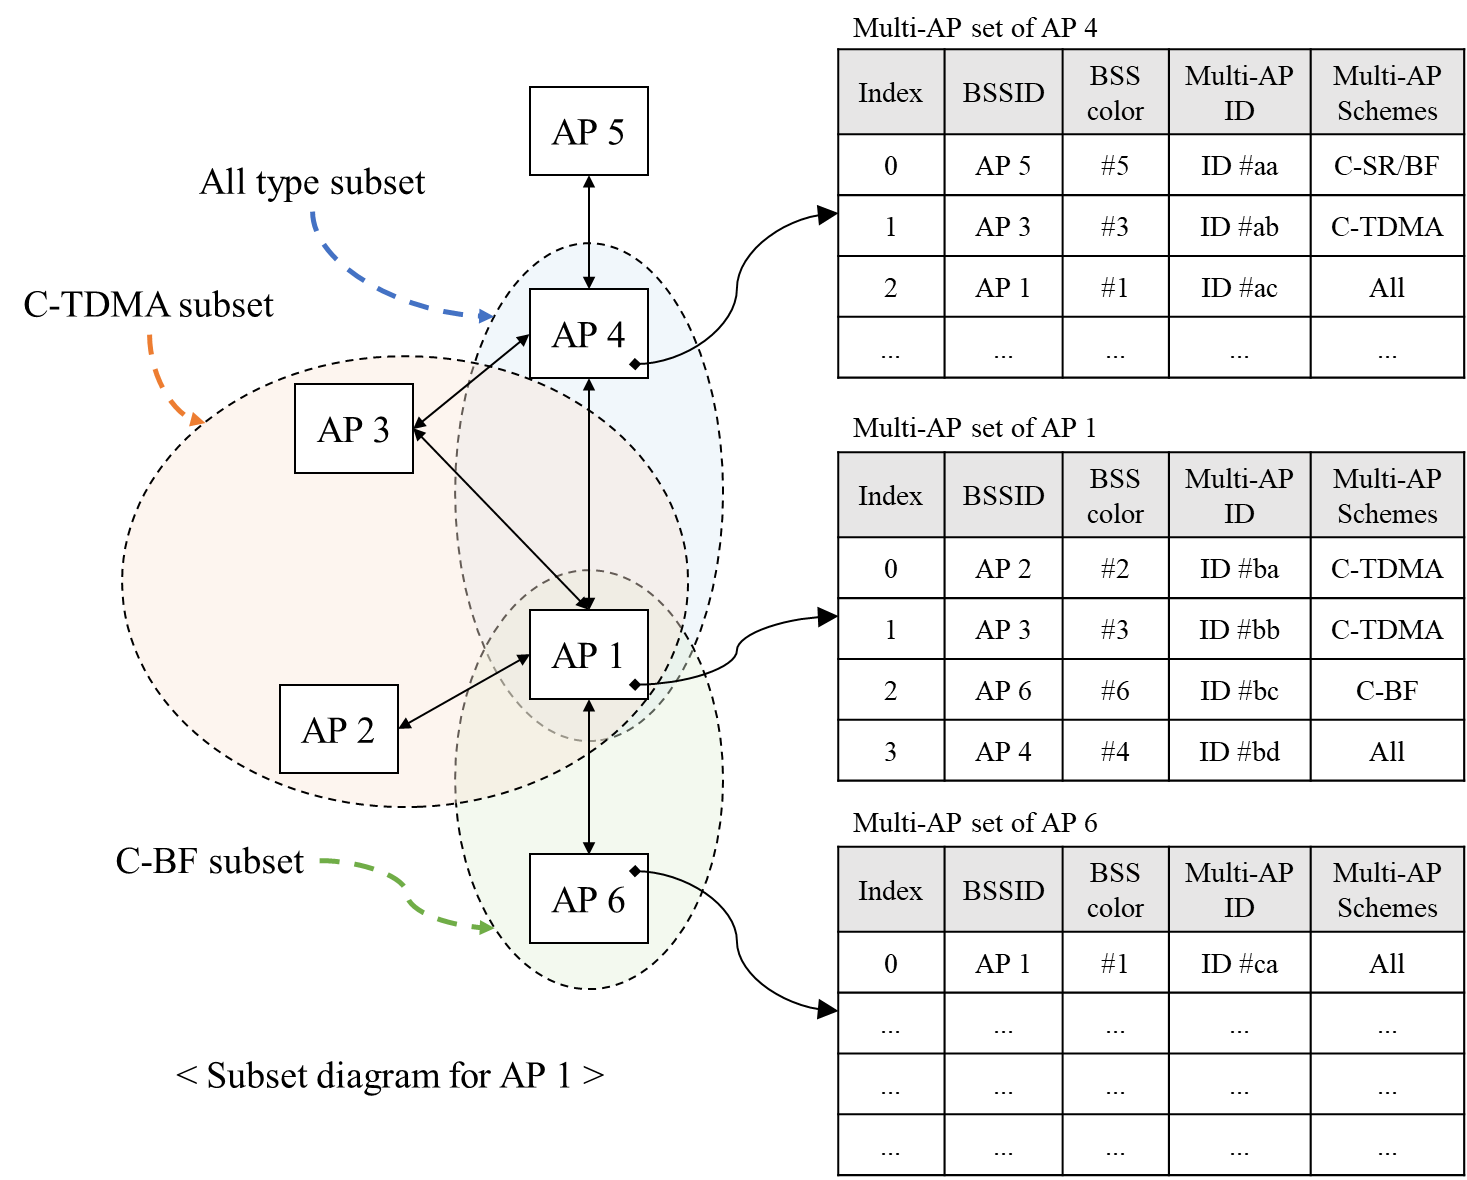 AP 5
All type subset
C-TDMA subset
AP 4
AP 3
AP 1
AP 2
C-BF subset
AP 6
< Subset diagram for AP 1 >
Multi-AP set of AP 4
Index BSSID BSS color Multi-AP ID Multi-AP Schemes
0 AP 5 #5 ID #aa C-SR/BF
1 AP 3 #3 ID #ab C-TDMA
2 AP 1 #1 ID #ac All
... ... ... ... ...
Multi-AP set of AP 1
Index BSSID BSS color Multi-AP ID Multi-AP Schemes
0 AP 2 #2 ID #ba C-TDMA
1 AP 3 #3 ID #bb C-TDMA
2 AP 6 #6 ID #bc C-BF
3 AP 4 #4 ID #bd All
Multi-AP set of AP 6
Index BSSID BSS color Multi-AP ID Multi-AP Schemes
0 AP 1 #1 ID #ca All
... ... ... ... ...
... ... ... ... ...
... ... ... ... ...